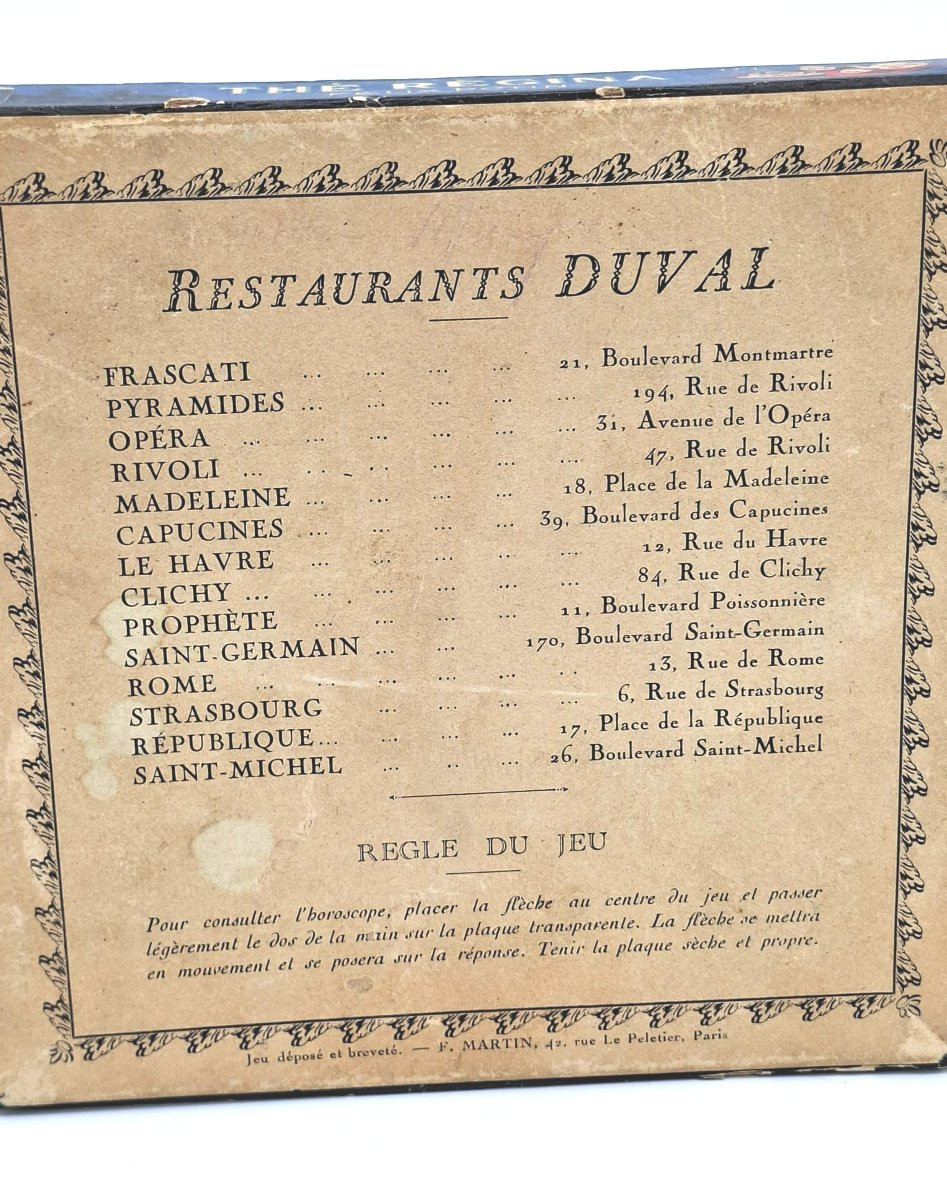 THÉ RÉGINA
RESTAURANTS DUVAL
FRASCATI ... ... ... ... 21, Boulevard Montmartre
PYRAMIDES ... ... ... ... ... 194, Rue de Rivoli
OPÉRA ... ... ... ... ... ... 31, Avenue de l'Opéra
RIVOLI ... ... ... ... ... ... 47, Rue de Rivoli
MADELEINE ... ... ... ... ... 18, Place de la Madeleine
CAPUCINES ... ... ... ... 39, Boulevard des Capucines
LE HAVRE ... ... ... ... ... 12, Rue du Havre
CLICHY ... ... ... ... ... ... 84, Rue de Clichy
PROPHÈTE ... ... ... ... 11, Boulevard Poissonnière
SAINT-GERMAIN ... ... 170, Boulevard Saint-Germain
ROME ... ... ... ... ... ... 13, Rue de Rome
STRASBOURG ... ... ... ... 6, Rue de Strasbourg
RÉPUBLIQUE... ... ... ... 17, Place de la République
SAINT-MICHEL ... ... ... 26, Boulevard Saint-Michel
REGLE DU JEU
Pour consulter l'horoscope, placer la flèche au centre du jeu et passer
légèrement le dos de la main sur la plaque transparente. La flèche se mettra
en mouvement et se posera sur la réponse. Tenir la plaque sèche et propre.
Jeu déposé et breveté. — F. MARTIN, 42, rue Le Peletier, Paris